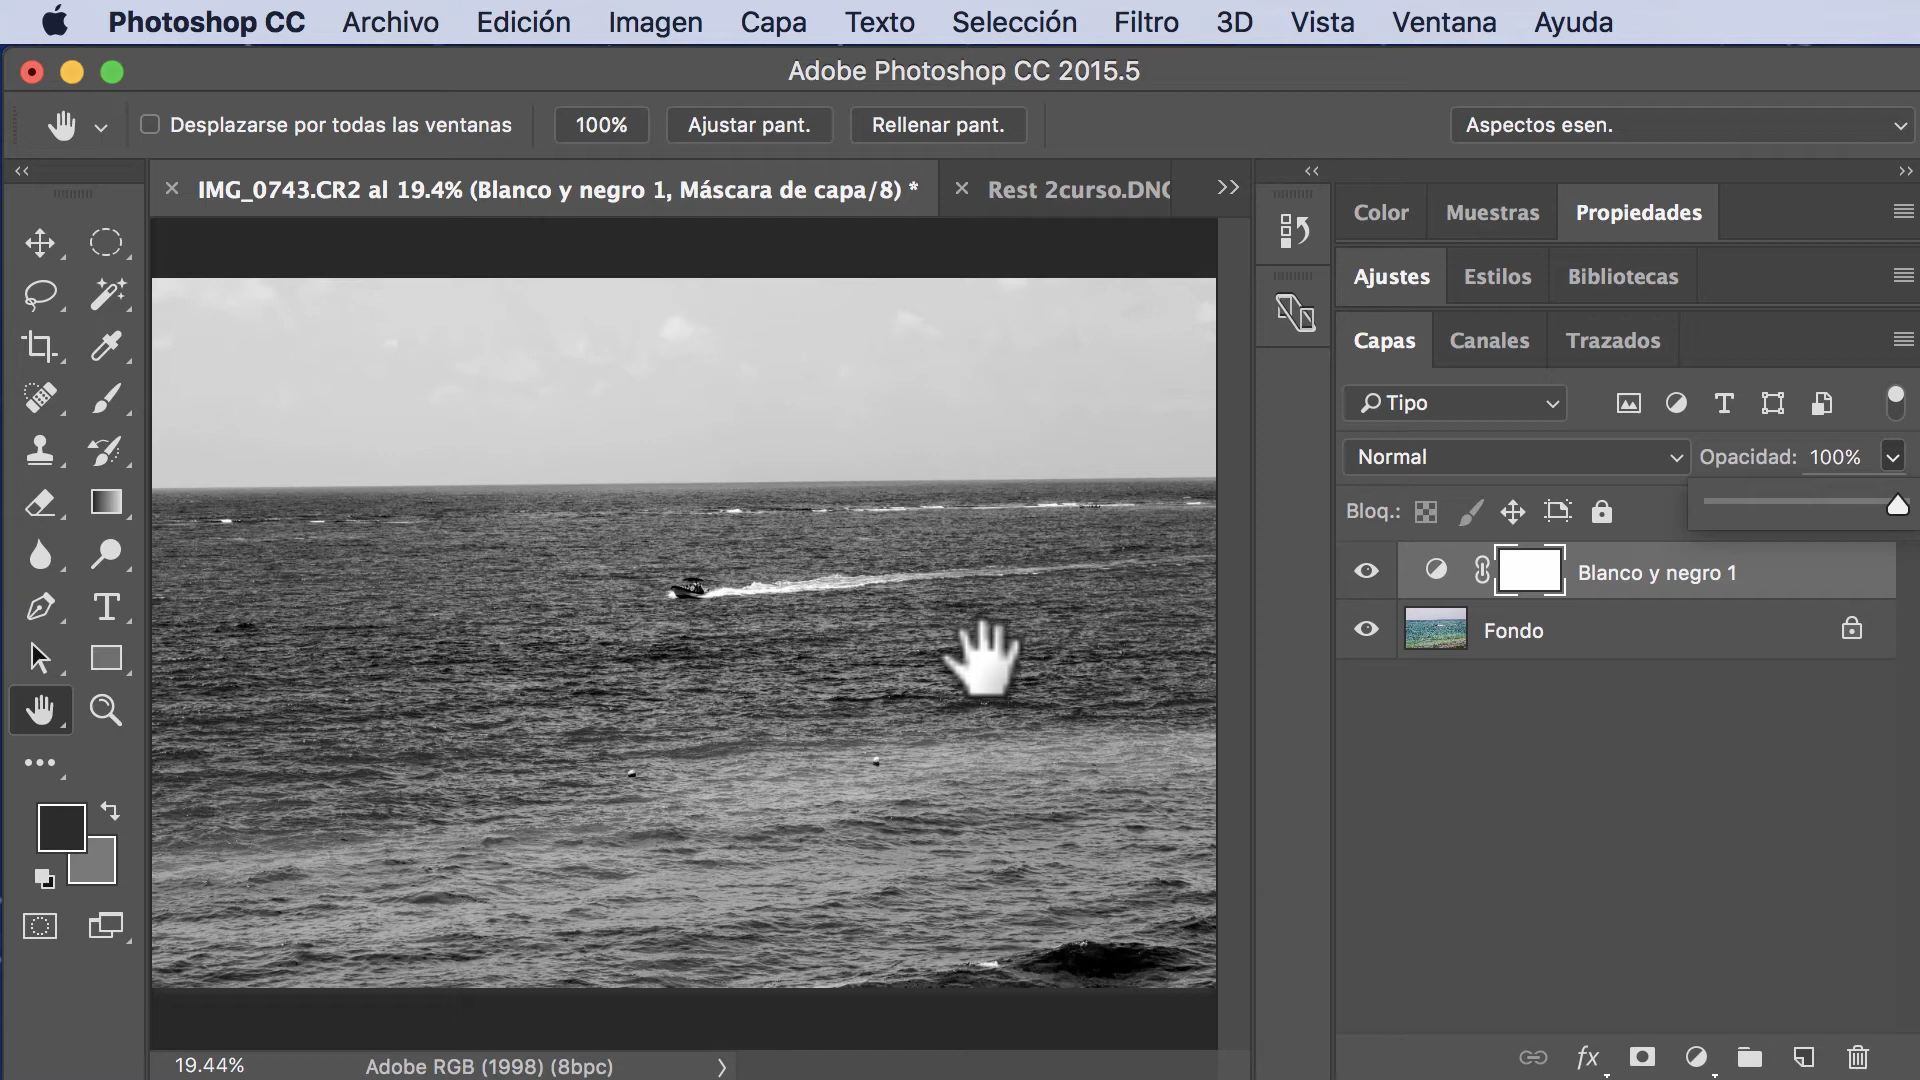 Photoshop CC Archivo Edición Imagen Capa Texto Selección Filtro 3D Vista Ventana Ayuda
Adobe Photoshop CC 2015.5
Desplazarse por todas las ventanas 100% Ajustar pant. Rellenar pant. Aspectos esen.
IMG_0743.CR2 al 19.4% (Blanco y negro 1, Máscara de capa/8) * Rest 2curso.DNG
Color Muestras Propiedades
Ajustes Estilos Bibliotecas
Capas Canales Trazados
Tipo
Normal Opacidad: 100%
Bloq.:
Blanco y negro 1
Fondo
fx
19.44% Adobe RGB (1998) (8bpc)